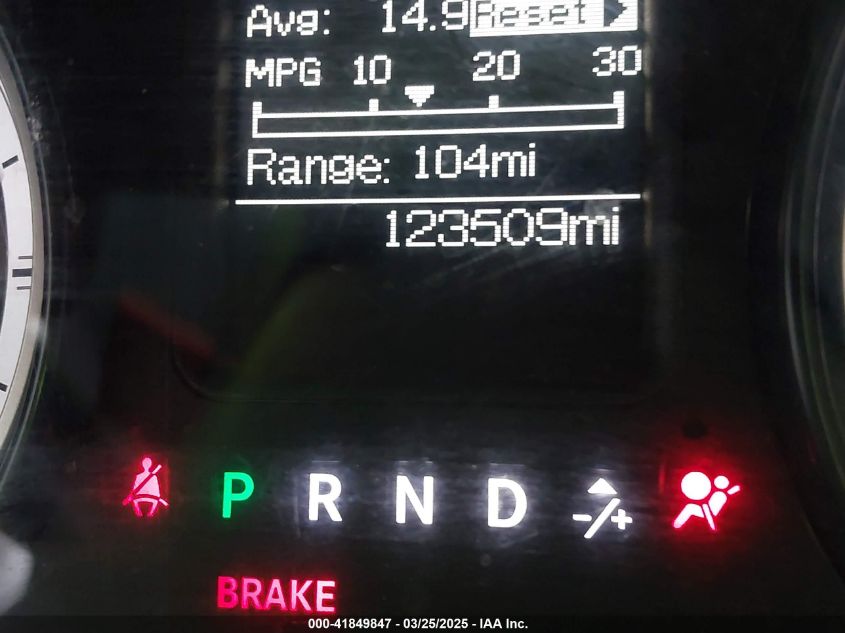 Avg: 14.9 Reset
MPG 10 20 30
Range: 104mi
123509mi
P R N D -/+
BRAKE
000-41849847 - 03/25/2025 - IAA Inc.